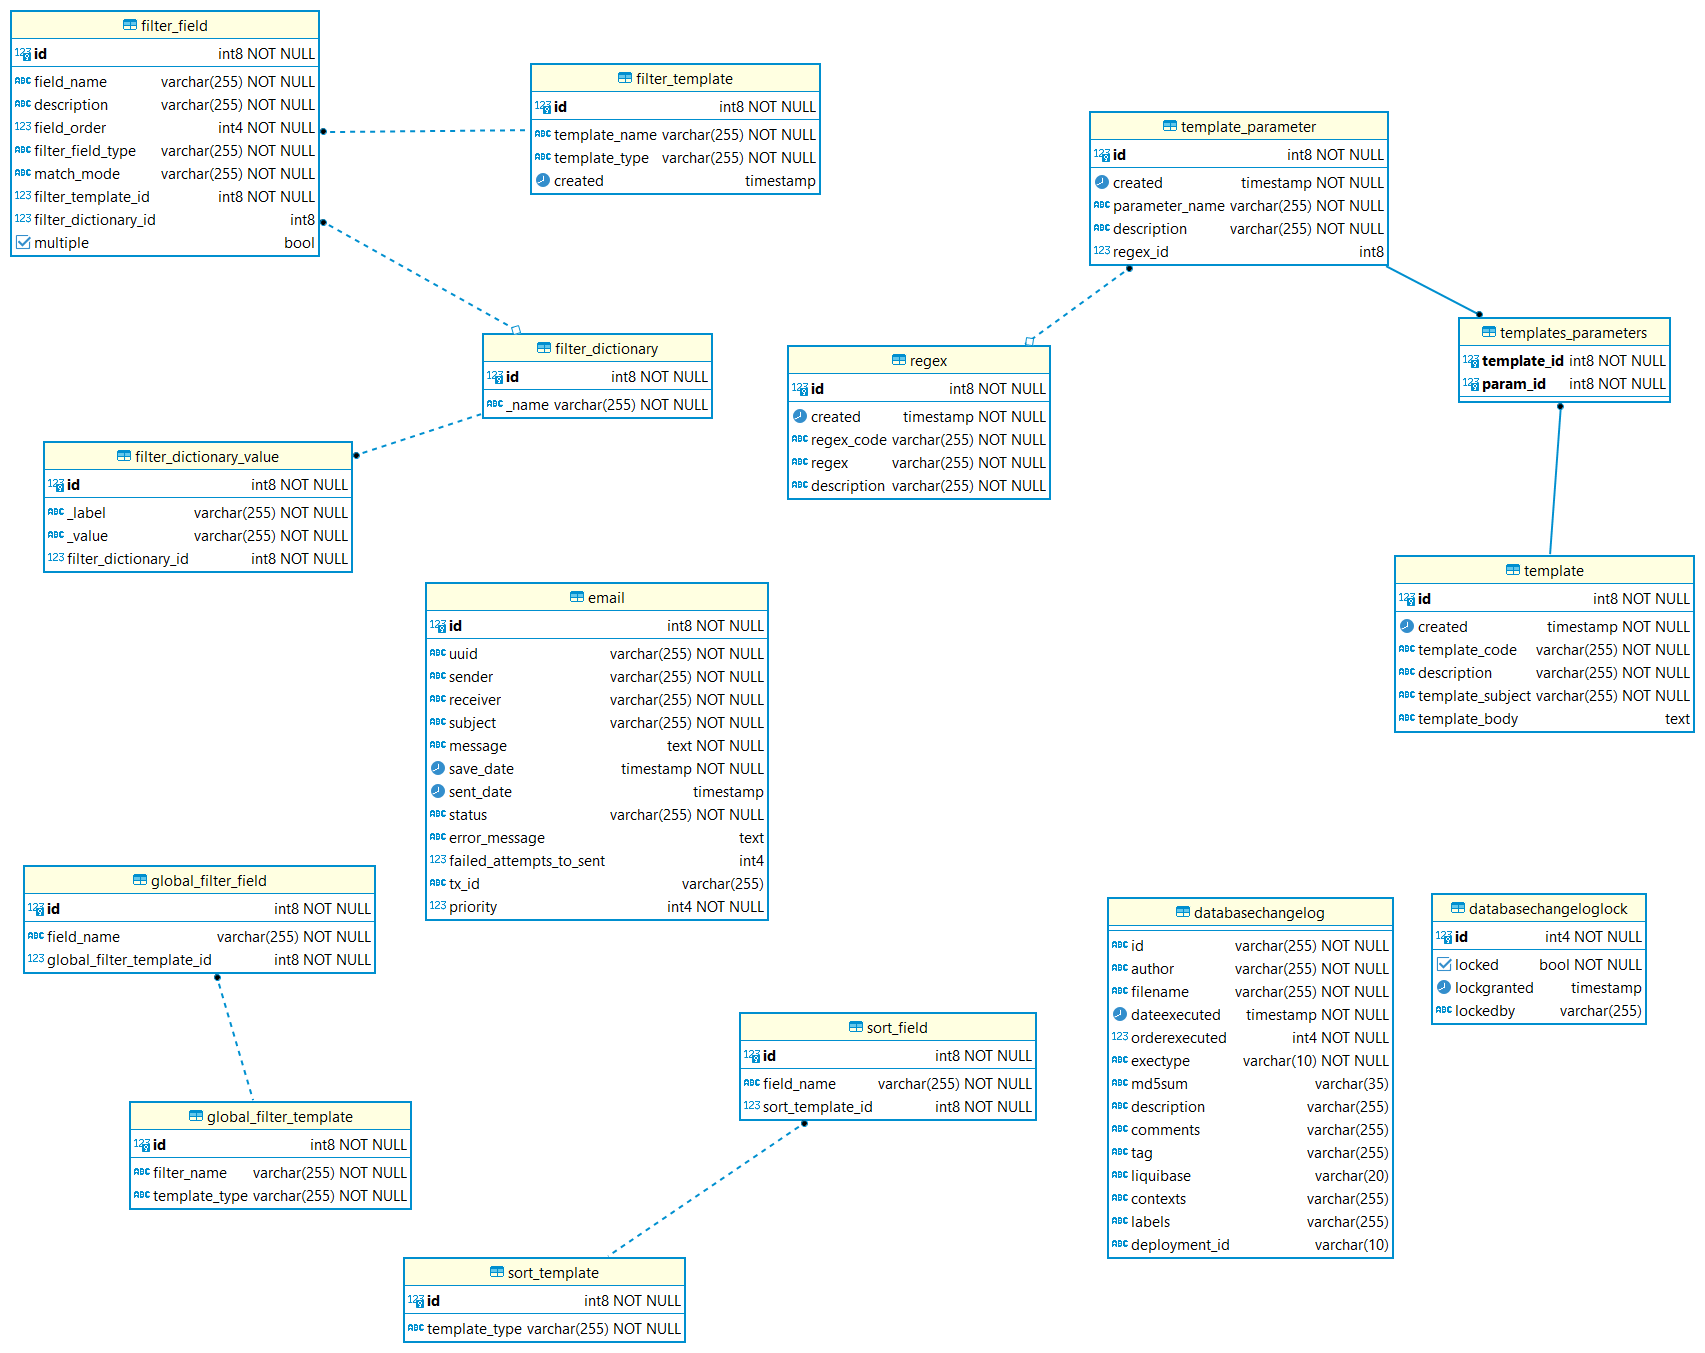 filter_field
id int8 NOT NULL
field_name varchar(255) NOT NULL
description varchar(255) NOT NULL
field_order int4 NOT NULL
filter_field_type varchar(255) NOT NULL
match_mode varchar(255) NOT NULL
filter_template_id int8 NOT NULL
filter_dictionary_id int8
multiple bool
filter_template
id int8 NOT NULL
template_name varchar(255) NOT NULL
template_type varchar(255) NOT NULL
created timestamp
template_parameter
id int8 NOT NULL
created timestamp NOT NULL
parameter_name varchar(255) NOT NULL
description varchar(255) NOT NULL
regex_id int8
templates_parameters
template_id int8 NOT NULL
param_id int8 NOT NULL
filter_dictionary
id int8 NOT NULL
_name varchar(255) NOT NULL
regex
id int8 NOT NULL
created timestamp NOT NULL
regex_code varchar(255) NOT NULL
regex varchar(255) NOT NULL
description varchar(255) NOT NULL
filter_dictionary_value
id int8 NOT NULL
_label varchar(255) NOT NULL
_value varchar(255) NOT NULL
filter_dictionary_id int8 NOT NULL
template
id int8 NOT NULL
created timestamp NOT NULL
template_code varchar(255) NOT NULL
description varchar(255) NOT NULL
template_subject varchar(255) NOT NULL
template_body text
email
id int8 NOT NULL
uuid varchar(255) NOT NULL
sender varchar(255) NOT NULL
receiver varchar(255) NOT NULL
subject varchar(255) NOT NULL
message text NOT NULL
save_date timestamp NOT NULL
sent_date timestamp
status varchar(255) NOT NULL
error_message text
failed_attempts_to_sent int4
tx_id varchar(255)
priority int4 NOT NULL
global_filter_field
id int8 NOT NULL
field_name varchar(255) NOT NULL
global_filter_template_id int8 NOT NULL
databasechangelog
id varchar(255) NOT NULL
author varchar(255) NOT NULL
filename varchar(255) NOT NULL
dateexecuted timestamp NOT NULL
orderexecuted int4 NOT NULL
exectype varchar(10) NOT NULL
md5sum varchar(35)
description varchar(255)
comments varchar(255)
tag varchar(255)
liquibase varchar(20)
contexts varchar(255)
labels varchar(255)
deployment_id varchar(10)
databasechangeloglock
id int4 NOT NULL
locked bool NOT NULL
lockgranted timestamp
lockedby varchar(255)
sort_field
id int8 NOT NULL
field_name varchar(255) NOT NULL
sort_template_id int8 NOT NULL
global_filter_template
id int8 NOT NULL
filter_name varchar(255) NOT NULL
template_type varchar(255) NOT NULL
sort_template
id int8 NOT NULL
template_type varchar(255) NOT NULL